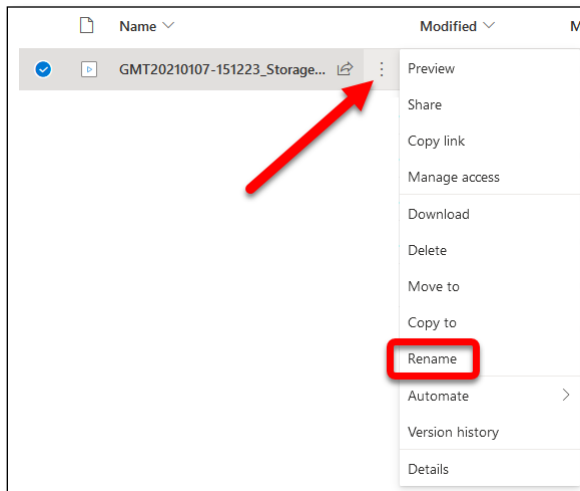 Name
Modified
M
GMT20210107-151223_Storage...
Preview
Share
Copy link
Manage access
Download
Delete
Move to
Copy to
Rename
Automate
Version history
Details